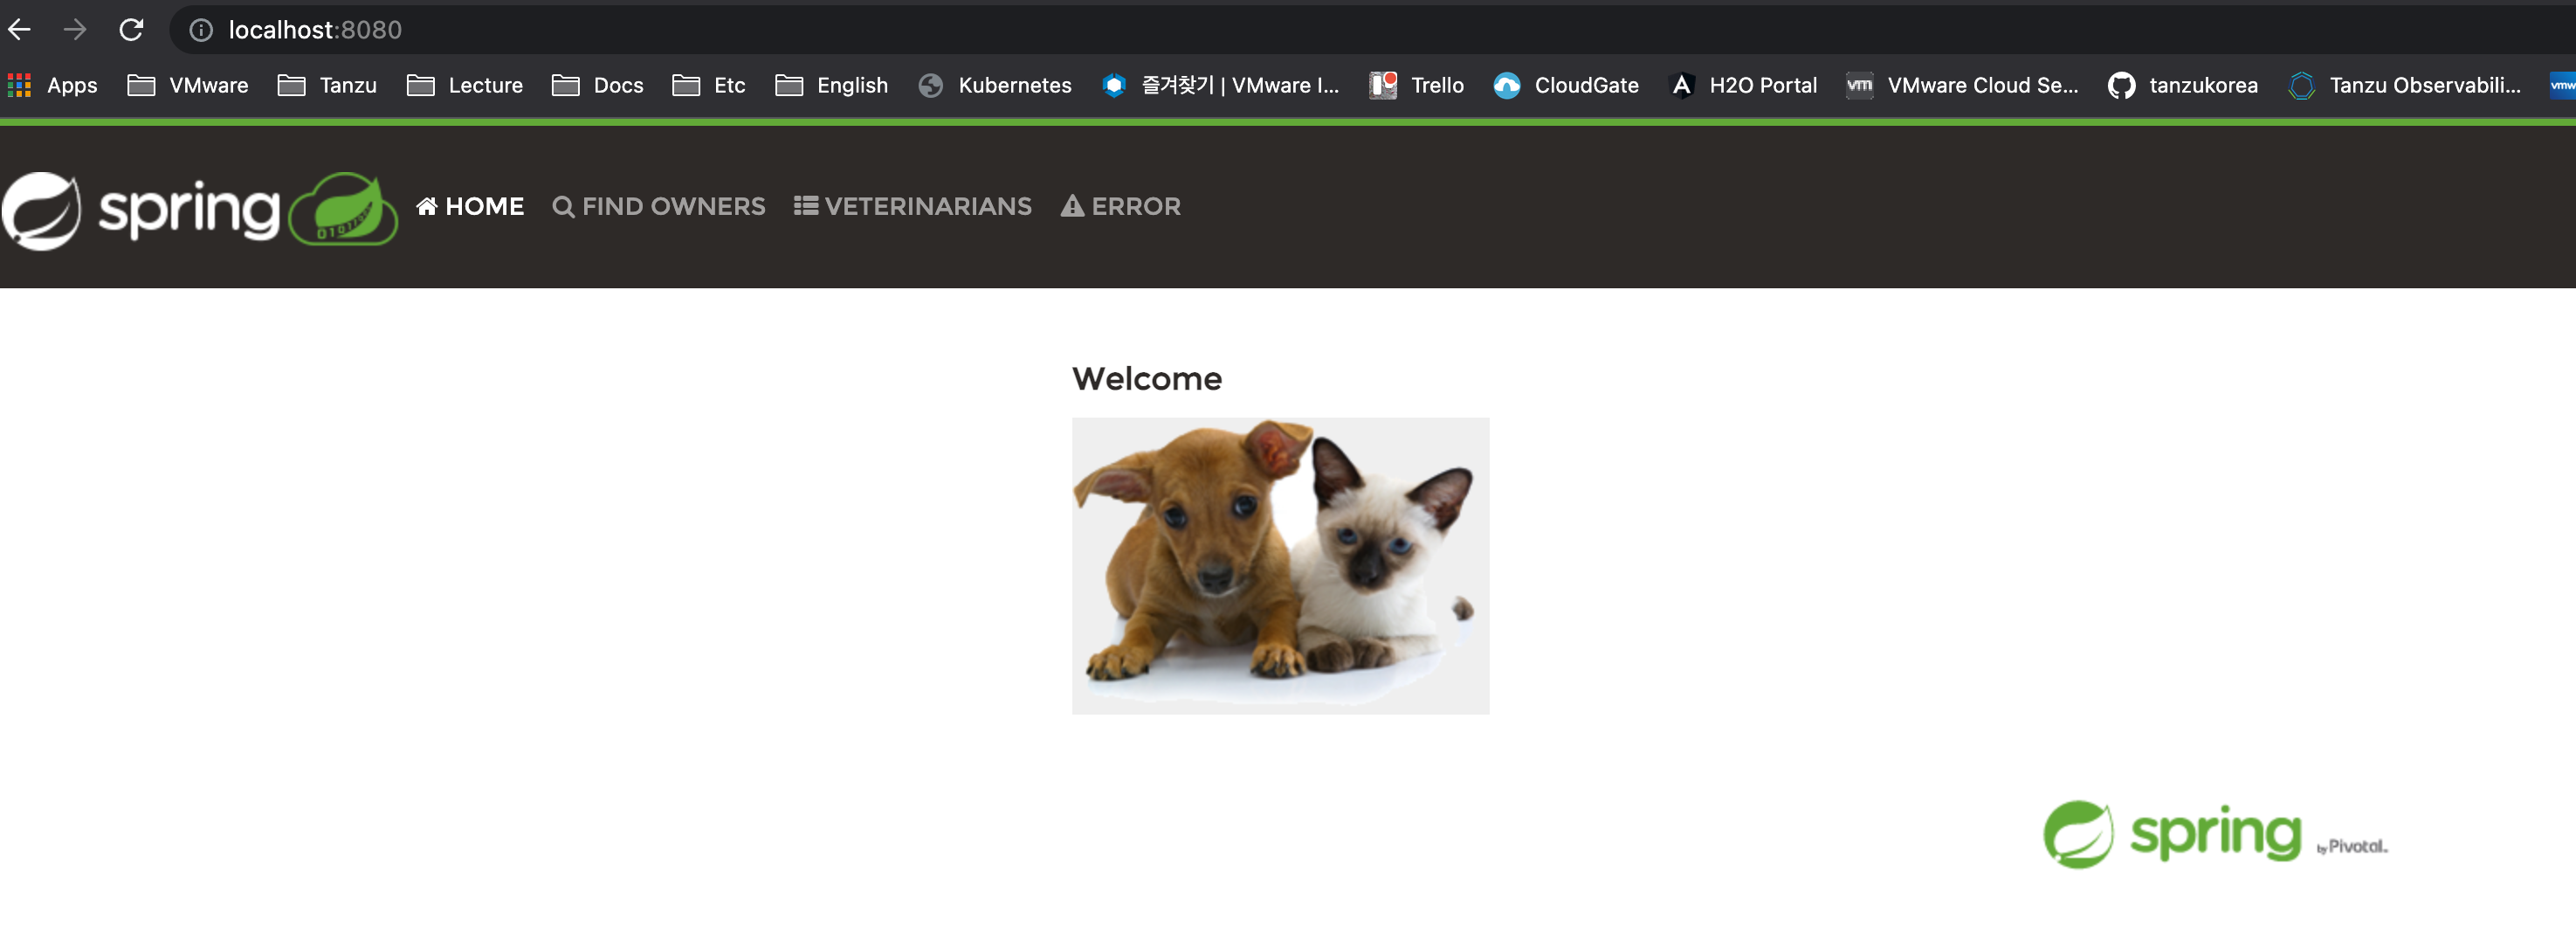 localhost:8080
Apps VMware Tanzu Lecture Docs Etc English Kubernetes 즐겨찾기 | VMware I... Trello CloudGate H2O Portal VMware Cloud Se... tanzukorea Tanzu Observabili... vmw
spring HOME FIND OWNERS VETERINARIANS ERROR
Welcome
spring by Pivotal